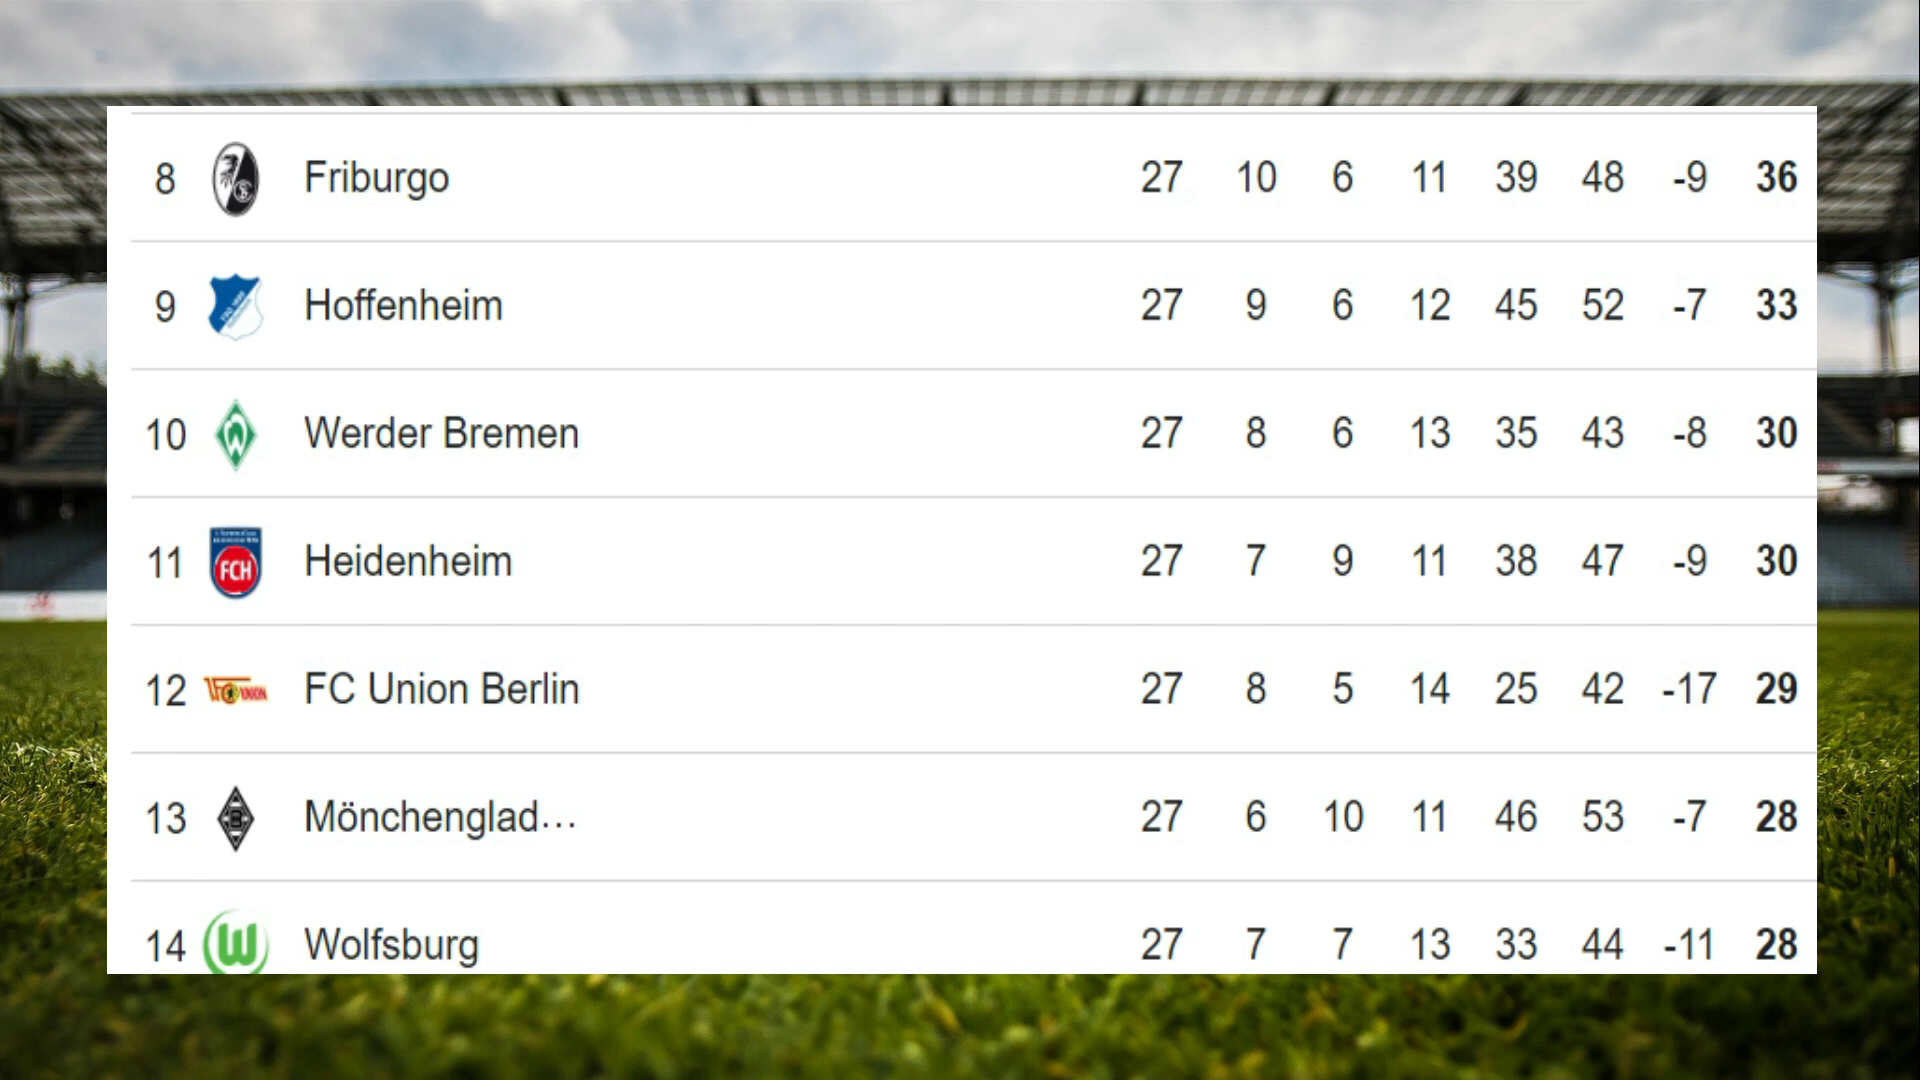 8 Friburgo 27 10 6 11 39 48 -9 36
9 Hoffenheim 27 9 6 12 45 52 -7 33
10 Werder Bremen 27 8 6 13 35 43 -8 30
11 FCH Heidenheim 27 7 9 11 38 47 -9 30
12 FC UNION FC Union Berlin 27 8 5 14 25 42 -17 29
13 Mönchenglad... 27 6 10 11 46 53 -7 28
14 Wolfsburg 27 7 7 13 33 44 -11 28